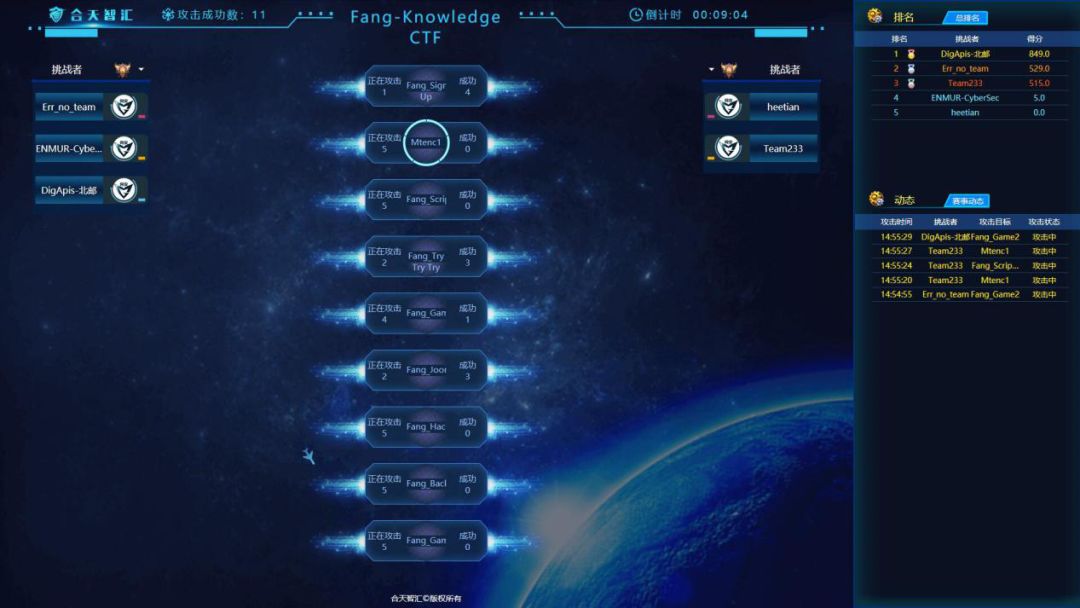 合天智汇
攻击成功数：11
Fang-Knowledge
CTF
倒计时 00:09:04
挑战者
Err_no_team
ENMUR-Cybe...
DigApis-北邮
正在攻击 1 Fang_Sign Up 成功 4
正在攻击 5 Mtenc1 成功 0
正在攻击 5 Fang_Scri 成功 0
正在攻击 2 Fang_Try Try Try 成功 3
正在攻击 4 Fang_Gam 成功 1
正在攻击 2 Fang_Joor 成功 3
正在攻击 5 Fang_Hac 成功 0
正在攻击 5 Fang_Bacl 成功 0
正在攻击 5 Fang_Gam 成功 0
挑战者
heetian
Team233
合天智汇©版权所有
排名 总排名
排名 挑战者 得分
1 DigApis-北邮 849.0
2 Err_no_team 529.0
3 Team233 515.0
4 ENMUR-CyberSec 5.0
5 heetian 0.0
动态 赛事动态
攻击时间 挑战者 攻击目标 攻击状态
14:55:29 DigApis-北邮 Fang_Game2 攻击中
14:55:27 Team233 Mtenc1 攻击中
14:55:24 Team233 Fang_Scrip... 攻击中
14:55:20 Team233 Mtenc1 攻击中
14:54:55 Err_no_team Fang_Game2 攻击中